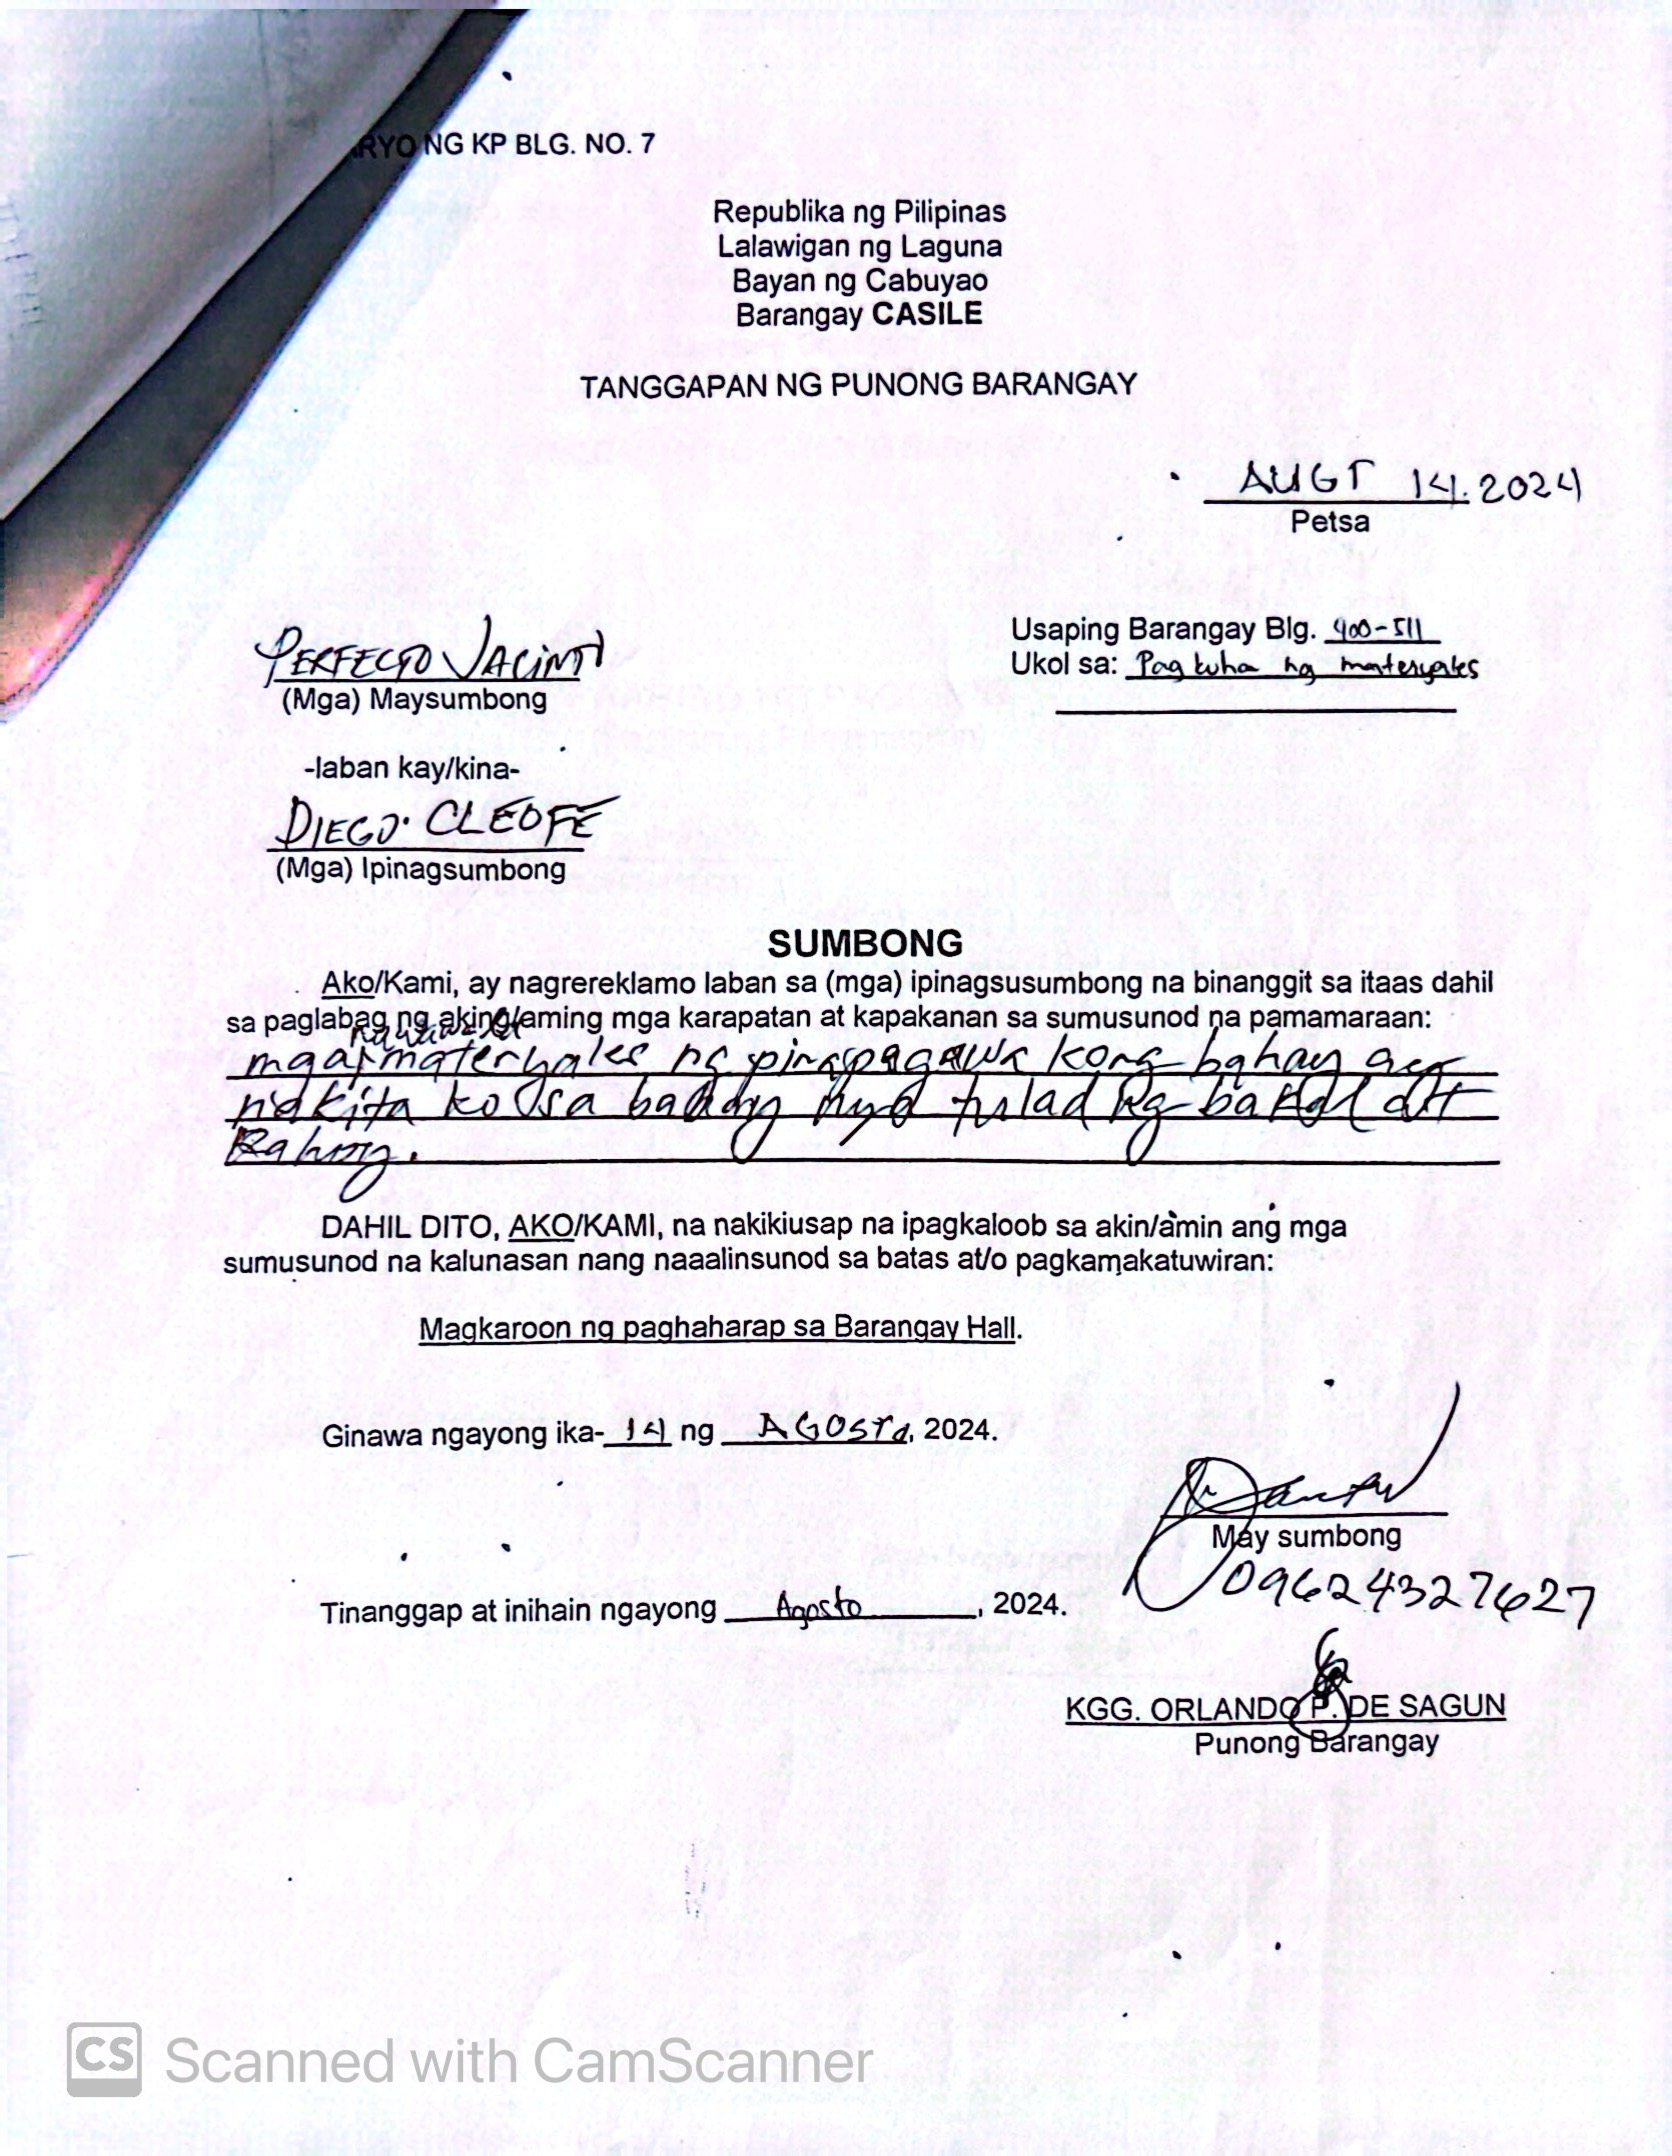 RYO NG KP BLG. NO. 7
Republika ng Pilipinas
Lalawigan ng Laguna
Bayan ng Cabuyao
Barangay CASILE
TANGGAPAN NG PUNONG BARANGAY
AUGT 14. 2024
Petsa
PERFECTO JACINTO
(Mga) Maysumbong
Usaping Barangay Blg. 400-511
Ukol sa: Pag kuha ng materyales
-laban kay/kina-
DIEGO. CLEOFE
(Mga) Ipinagsumbong
SUMBONG
Ako/Kami, ay nagrereklamo laban sa (mga) ipinagsusumbong na binanggit sa itaas dahil
sa paglabag ng aking/aming mga karapatan at kapakanan sa sumusunod na pamamaraan:
nawawala
mga materyales ng pinapagawa kong bahay ay
nakita ko sa bahay nya tulad ng bakal at
Kahoy.
DAHIL DITO, AKO/KAMI, na nakikiusap na ipagkaloob sa akin/amin ang mga
sumusunod na kalunasan nang naaalinsunod sa batas at/o pagkamakatuwiran:
Magkaroon ng paghaharap sa Barangay Hall.
Ginawa ngayong ika- 14 ng AGOSTO, 2024.
May sumbong
096243327627
Tinanggap at inihain ngayong Agosto, 2024.
KGG. ORLANDO P. DE SAGUN
Punong Barangay
CS Scanned with CamScanner